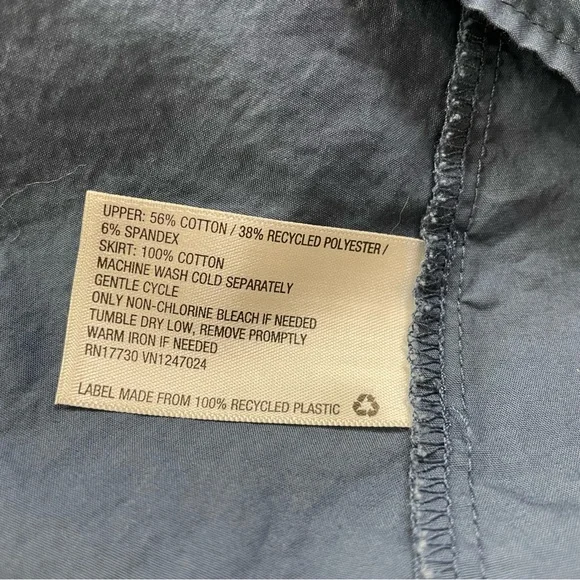 UPPER: 56% COTTON / 38% RECYCLED POLYESTER /
6% SPANDEX
SKIRT: 100% COTTON
MACHINE WASH COLD SEPARATELY
GENTLE CYCLE
ONLY NON-CHLORINE BLEACH IF NEEDED
TUMBLE DRY LOW, REMOVE PROMPTLY
WARM IRON IF NEEDED
RN17730 VN1247024
LABEL MADE FROM 100% RECYCLED PLASTIC